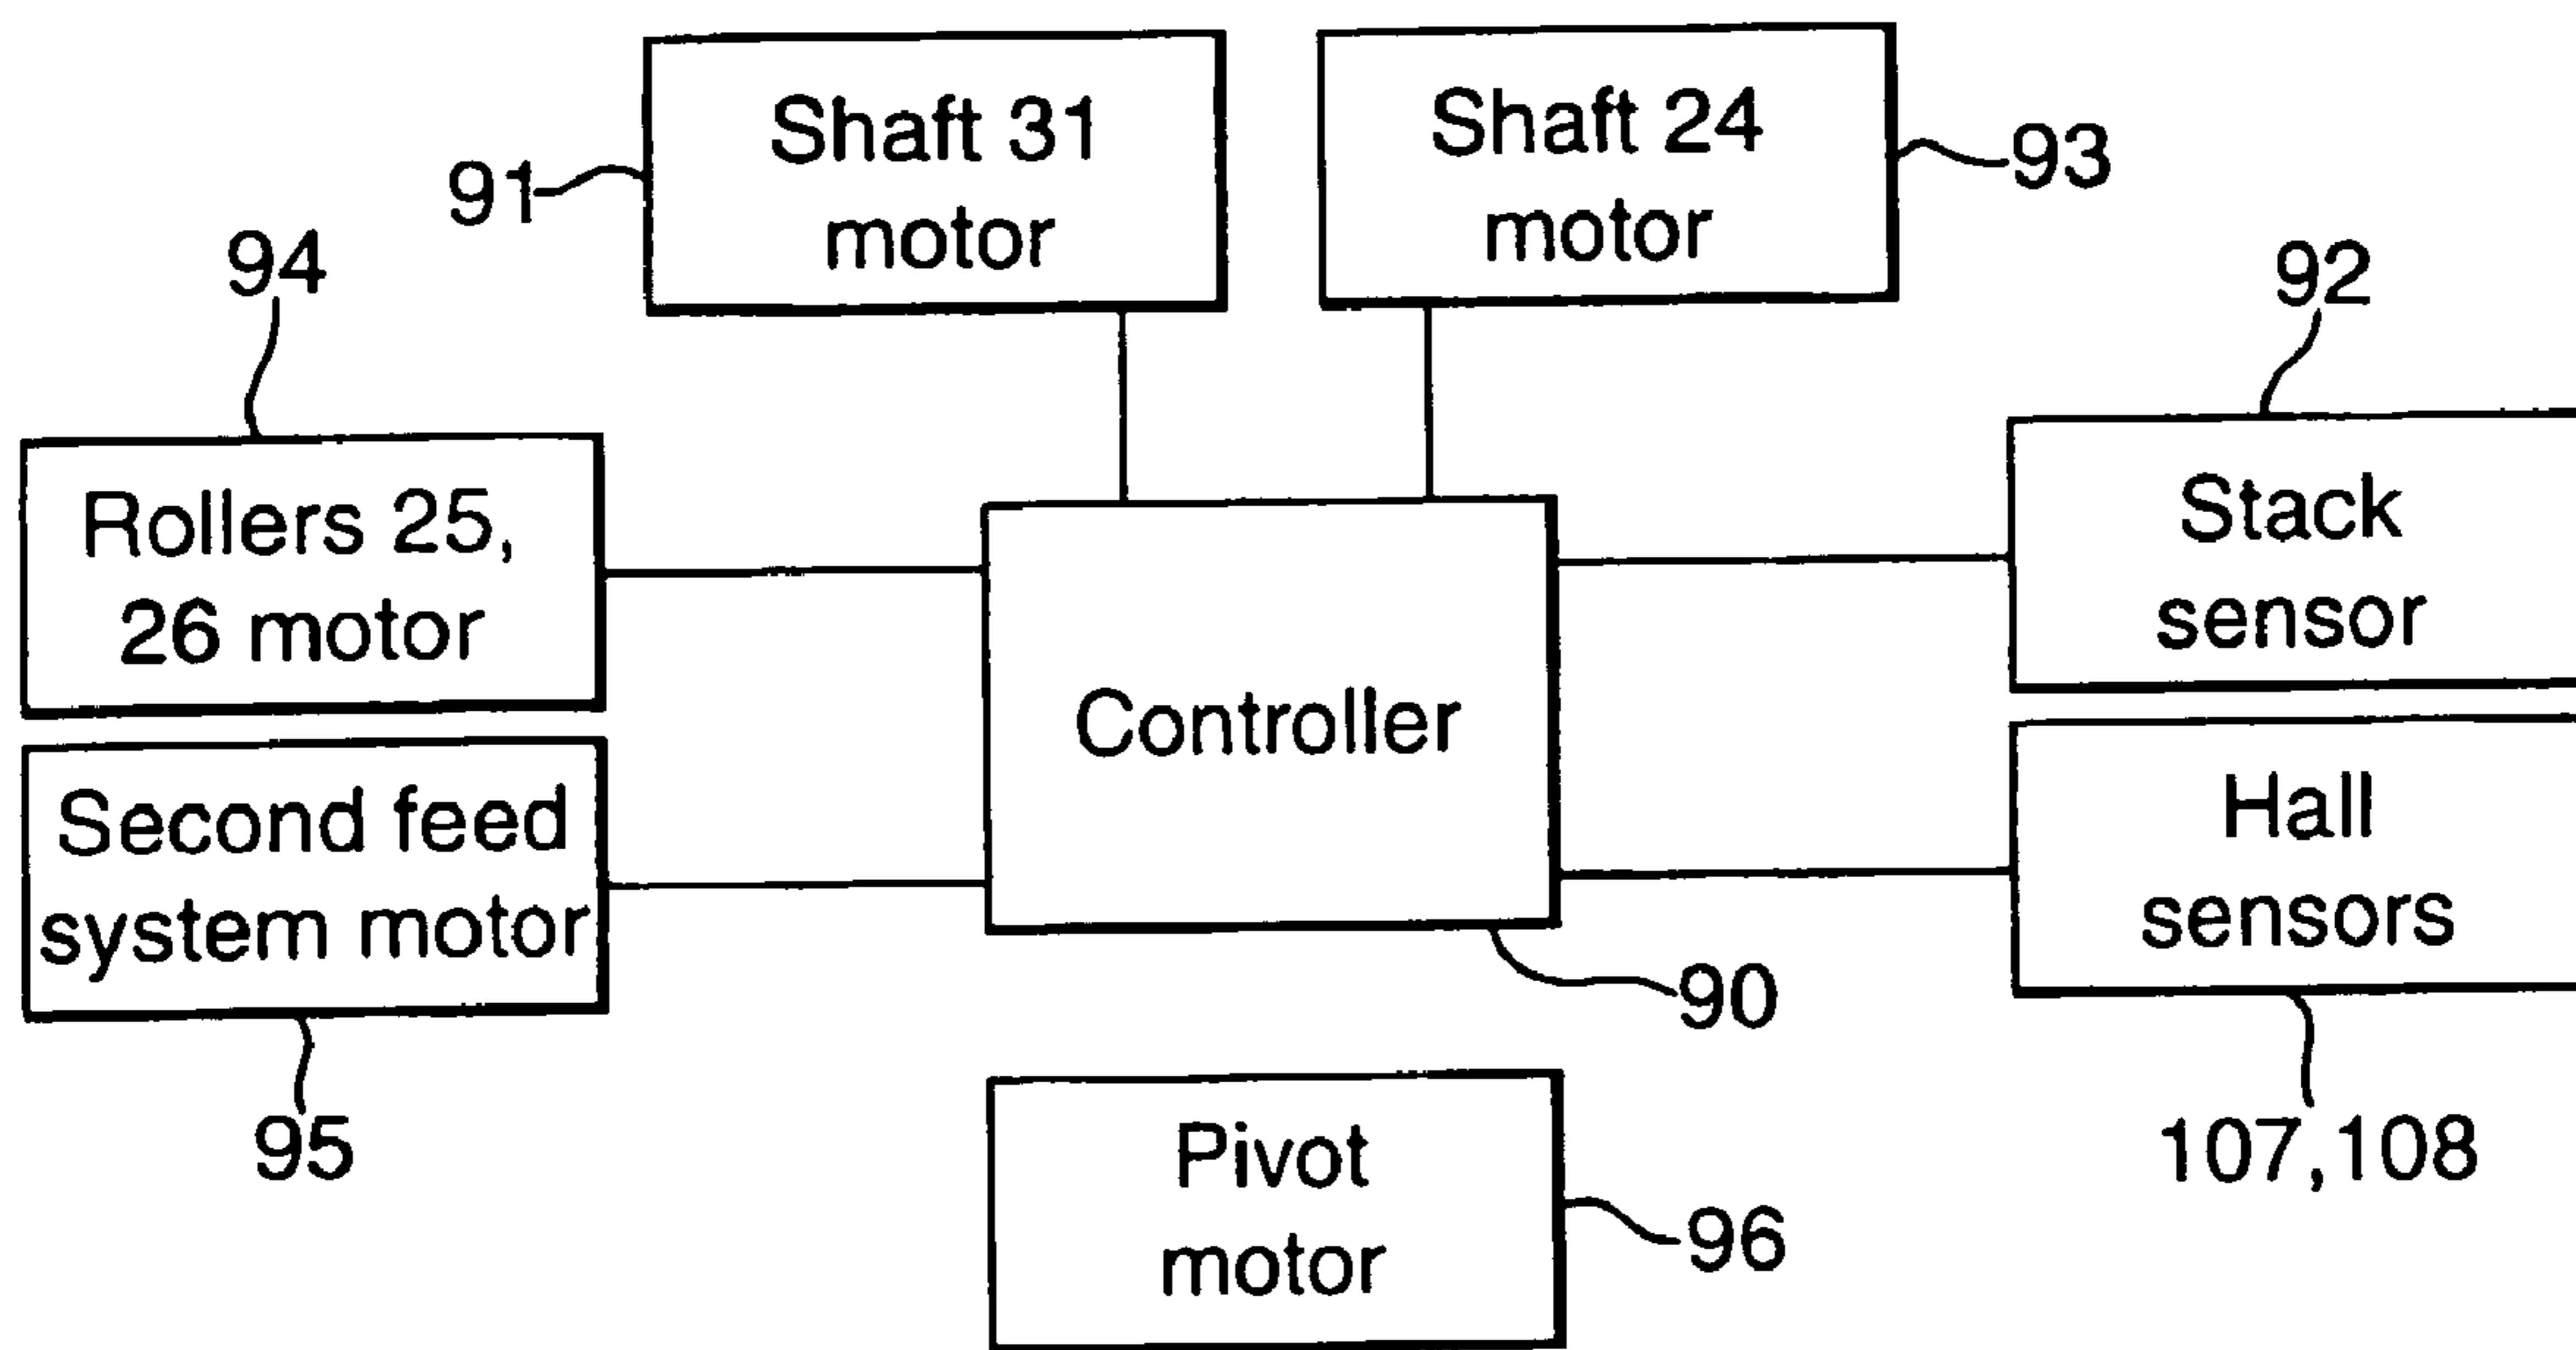 Shaft 31
motor
91
Shaft 24
motor
93
94
92
Rollers 25,
26 motor
Stack
sensor
Controller
Second feed
system motor
Hall
sensors
90
95
107,108
Pivot
motor
96